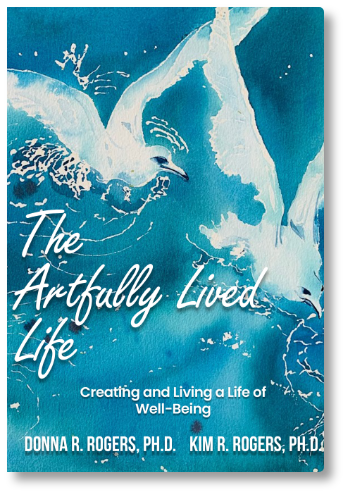 The
Artfully Lived
Life
Creating and Living a Life of
Well-Being
DONNA R. ROGERS, PH.D. KIM R. ROGERS, PH.D.